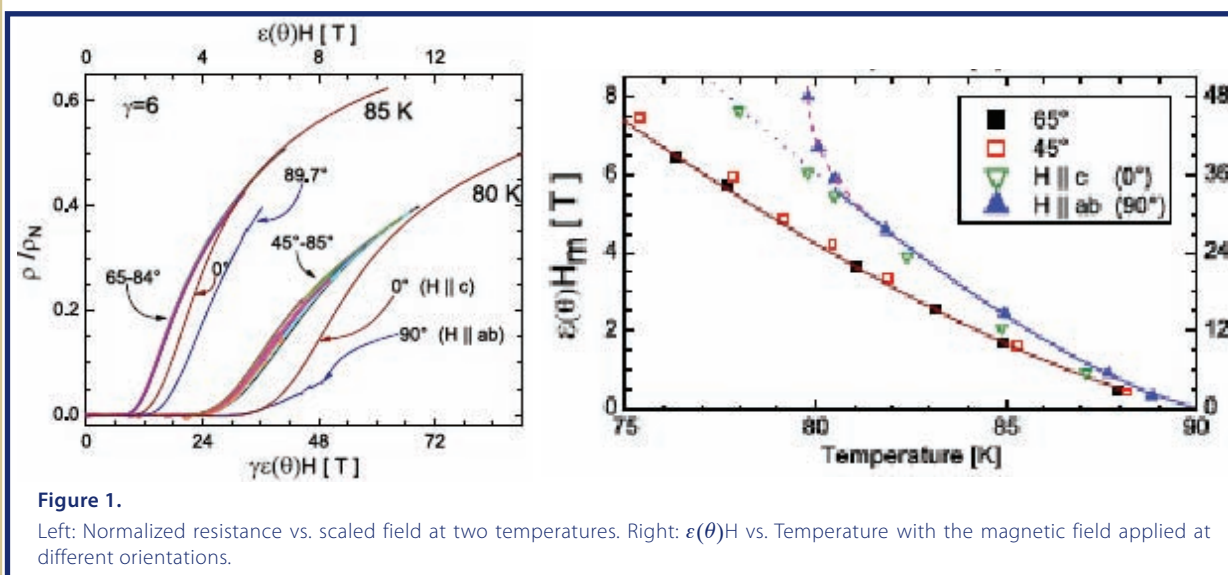 ε(θ)H [ T ]
0 4 8 12
γ=6
85 K
0.6
89.7°
80 K
0.4
45°-85°
ρ /ρN
65-84°
0°
0.2
0° (H || c)
90° (H || ab)
0.0
0 24 48 72
γε(θ)H [ T ]
8 48
65°
45°
H || c (0°)
H || ab (90°)
6 36
ε(θ)Hm [ T ]
4 24
2 12
0 0
75 80 85 90
Temperature [K]
Figure 1.
Left: Normalized resistance vs. scaled field at two temperatures. Right: ε(θ)H vs. Temperature with the magnetic field applied at
different orientations.